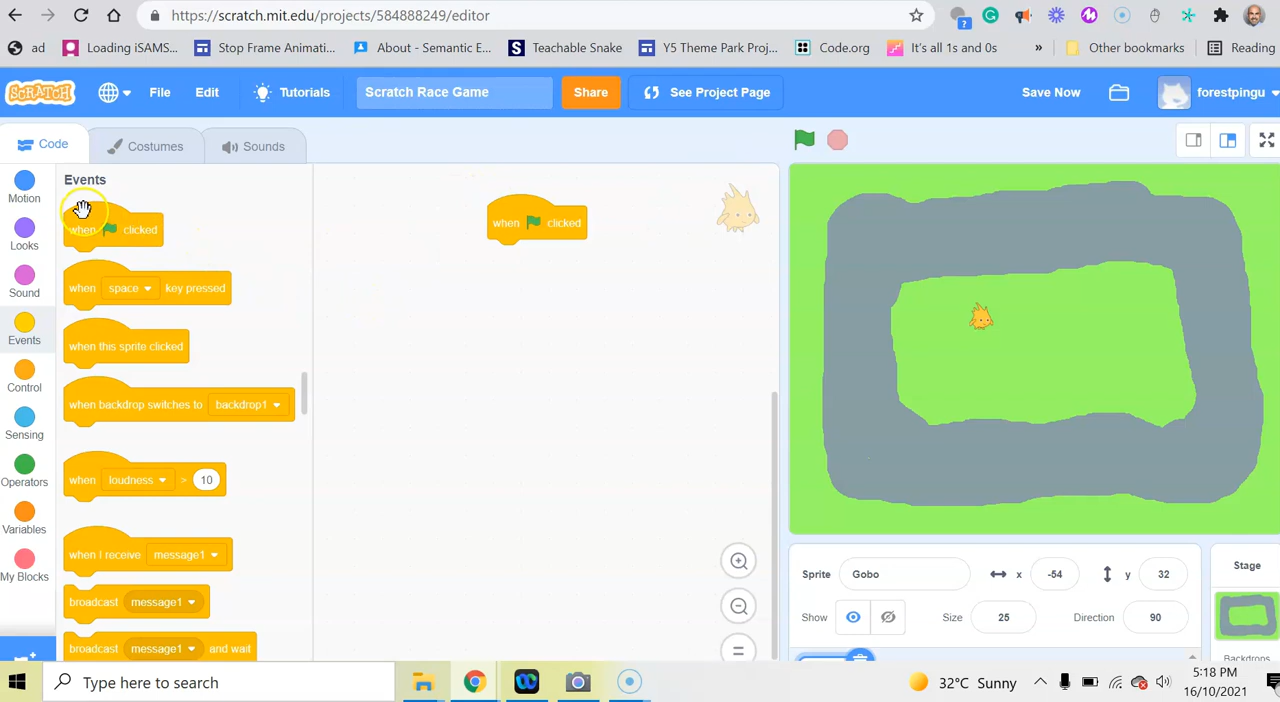 https://scratch.mit.edu/projects/584888249/editor
?
ad
Loading iSAMS...
Stop Frame Animati...
About - Semantic E...
Teachable Snake
Y5 Theme Park Proj...
Code.org
It's all 1s and 0s
»
Other bookmarks
Reading
SCRATCH
File
Edit
Tutorials
Scratch Race Game
Share
See Project Page
Save Now
forestpingu
Code
Costumes
Sounds
Motion
Looks
Sound
Events
Control
Sensing
Operators
Variables
My Blocks
Events
when clicked
when space key pressed
when this sprite clicked
when backdrop switches to backdrop1
when loudness > 10
when I receive message1
broadcast message1
broadcast message1 and wait
when clicked
Sprite Gobo x -54 y 32
Show Size 25 Direction 90
Stage
Backdrops
Type here to search
32°C Sunny
5:18 PM
16/10/2021